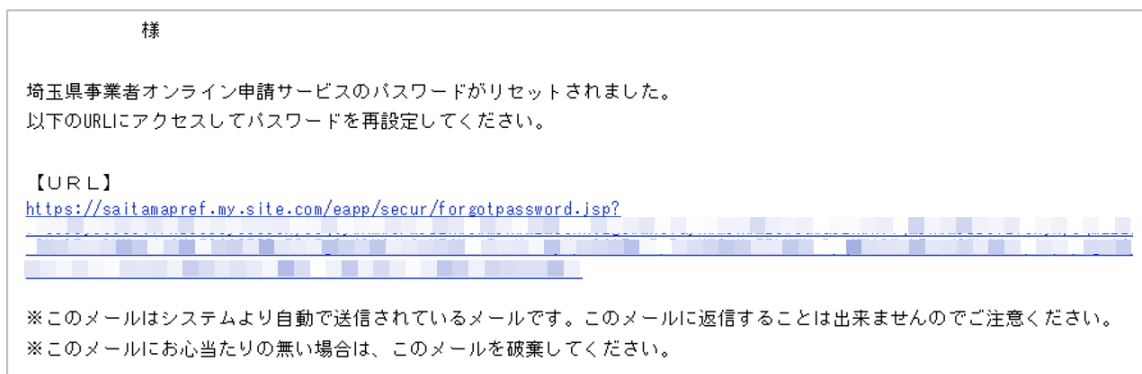 様
埼玉県事業者オンライン申請サービスのパスワードがリセットされました。
以下のURLにアクセスしてパスワードを再設定してください。
【ＵＲＬ】
https://saitamapref.my.site.com/eapp/secur/forgotpassword.jsp?
※このメールはシステムより自動で送信されているメールです。このメールに返信することは出来ませんのでご注意ください。
※このメールにお心当たりの無い場合は、このメールを破棄してください。